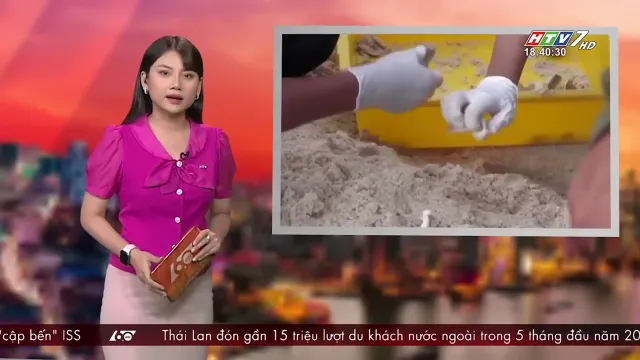 HTV7 HD
18:40:30
"cập bến" ISS 60 Thái Lan đón gần 15 triệu lượt du khách nước ngoài trong 5 tháng đầu năm 20